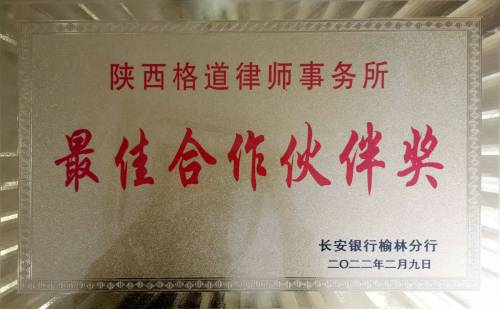 陕西格道律师事务所
最佳合作伙伴奖
长安银行榆林分行
二〇二二年二月九日